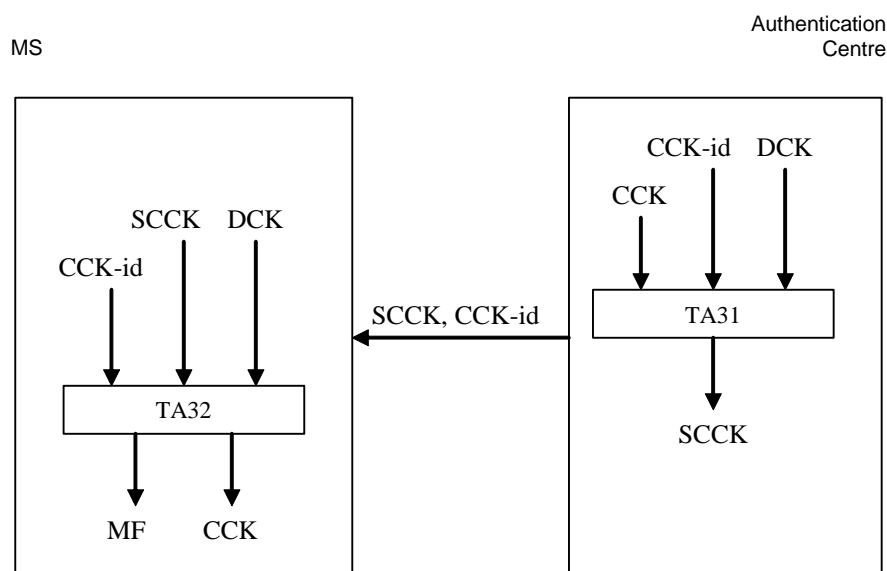 MS
Authentication
Centre
CCK-id DCK
CCK
SCCK DCK
CCK-id
SCCK, CCK-id
TA31
TA32
SCCK
MF CCK